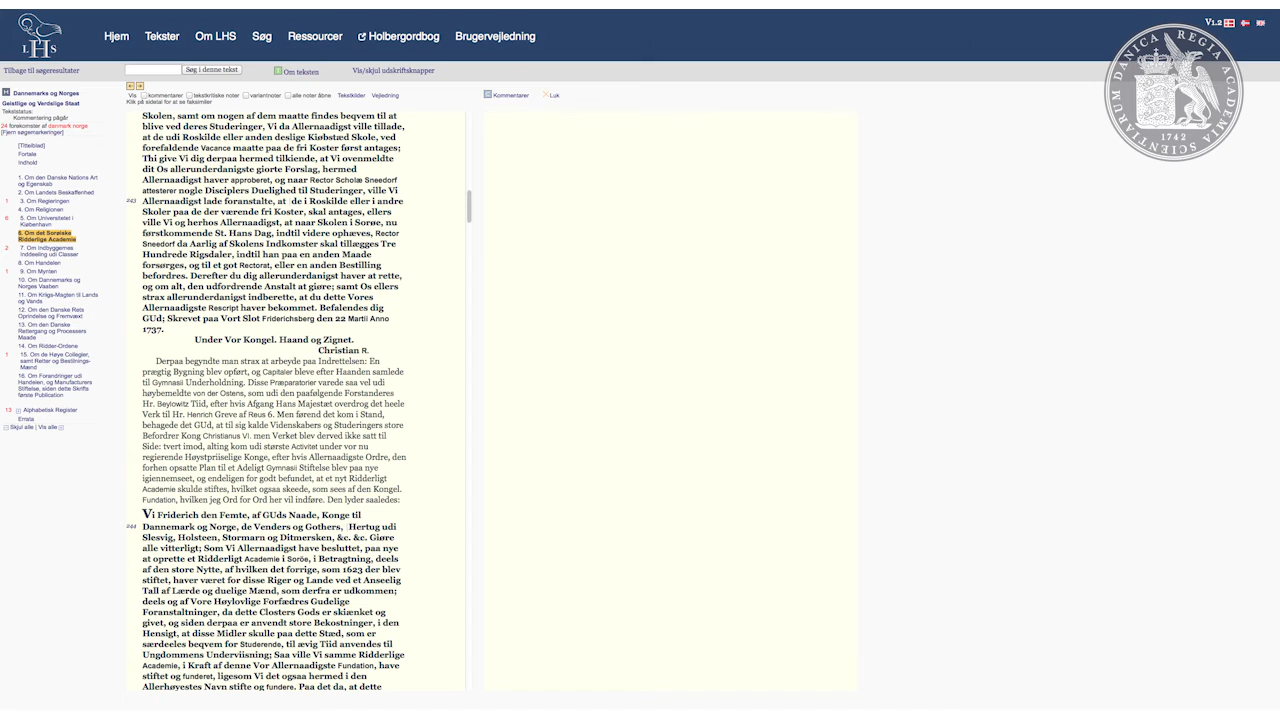 V1.2
LHS
Hjem
Tekster
Om LHS
Søg
Ressourcer
Holbergordbog
Brugervejledning
Tilbage til søgeresultater
Søg i denne tekst
Om teksten
Vis/skjul udskriftsknapper
SCIENTIARUM DANICA REGIA ACADEMIA
1742
H Dannemarks og Norges
Geistlige og Verdslige Staat
Tekststatus:
Kommentering pågår
24 forekomster af danmark norge
[Fjern søgemarkeringer]
[Titelblad]
Fortale
Indhold
1. Om den Danske Nations Art
og Egenskab
2. Om Landets Beskaffenhed
1 3. Om Regieringen
4. Om Religionen
6 5. Om Universitetet i
Kiøbenhavn
6. Om det Sorøiske
Ridderlige Academie
2 7. Om Indbyggernes
Inddeeling udi Classer
8. Om Handelen
1 9. Om Mynten
10. Om Dannemarks og
Norges Vaaben
11. Om Kriigs-Magten til Lands
og Vands
12. Om den Danske Rets
Oprindelse og Fremvæxt
13. Om den Danske
Rettergang og Processers
Maade
14. Om Ridder-Ordene
1 15. Om de Høye Collegier,
samt Retter og Bestilnings-
Mænd
16. Om Forandringer udi
Handelen, og Manufacturers
Stiftelse, siden dette Skrifts
første Publication
13 Alphabetisk Register
Errata
Skjul alle | Vis alle
Vis kommentarer tekstkritiske noter variantnoter alle noter åbne Tekstkilder Vejledning
Klik på sidetal for at se faksimiler
Skolen, samt om nogen af dem maatte findes beqvem til at
blive ved deres Studeringer, Vi da Allernaadigst ville tillade,
at de udi Roskilde eller anden deslige Kiøbstæd Skole, ved
forefaldende Vacance maatte paa de fri Koster først antages;
Thi give Vi dig derpaa hermed tilkiende, at Vi ovenmeldte
dit Os allerunderdanigste giorte Forslag, hermed
Allernaadigst haver approberet, og naar Rector Scholæ Sneedorf
attesterer nogle Disciplers Duelighed til Studeringer, ville Vi
Allernaadigst lade foranstalte, at de i Roskilde eller i andre
243
Skoler paa de der værende fri Koster, skal antages, ellers
ville Vi og herhos Allernaadigst, at naar Skolen i Sorøe, nu
førstkommende St. Hans Dag, indtil videre ophæves, Rector
Sneedorf da Aarlig af Skolens Indkomster skal tillægges Tre
Hundrede Rigsdaler, indtil han paa en anden Maade
forsørges, og til et got Rectorat, eller en anden Bestilling
befordres. Derefter du dig allerunderdanigst haver at rette,
og om alt, den udfordrende Anstalt at giøre; samt Os ellers
strax allerunderdanigst indberette, at du dette Vores
Allernaadigste Rescript haver bekommet. Befalendes dig
GUd; Skrevet paa Vort Slot Friderichsberg den 22 Martii Anno
1737.
Under Vor Kongel. Haand og Zignet.
Christian R.
Derpaa begyndte man strax at arbeyde paa Indrettelsen: En
prægtig Bygning blev opført, og Capitaler bleve efter Haanden samlede
til Gymnasii Underholdning. Disse Præparatorier varede saa vel udi
høybemeldte von der Ostens, som udi den paafølgende Forstanderes
Hr. Beylowitz Tiid, efter hvis Afgang Hans Majestæt overdrog det heele
Verk til Hr. Henrich Greve af Reus 6. Men førend det kom i Stand,
behagede det GUd, at til sig kalde Videnskabers og Studeringers store
Befordrer Kong Christianus VI. men Verket blev derved ikke satt til
Side: tvert imod, alting kom udi største Activitet under vor nu
regierende Høystpriselige Konge, efter hvis Allernaadigste Ordre, den
forhen opsatte Plan til et Adeligt Gymnasii Stiftelse blev paa nye
igiennemseet, og endeligen for godt befundet, at et nyt Ridderligt
Academie skulde stiftes, hvilket ogsaa skeede, som sees af den Kongel.
Fundation, hvilken jeg Ord for Ord her vil indføre. Den lyder saaledes:
Vi Friderich den Femte, af GUds Naade, Konge til
Dannemark og Norge, de Venders og Gothers, Hertug udi
244
Slesvig, Holsteen, Stormarn og Ditmersken, &c. &c. Giøre
alle vitterligt; Som Vi Allernaadigst have besluttet, paa nye
at oprette et Ridderligt Academie i Soröe, i Betragtning, deels
af den store Nytte, af hvilken det forrige, som 1623 der blev
stiftet, haver været for disse Riger og Lande ved et Anseelig
Tall af Lærde og duelige Mænd, som derfra er udkommen;
deels og af Vore Høylovlige Forfædres Gudelige
Foranstaltninger, da dette Closters Gods er skiænket og
givet, og siden derpaa er anvendt store Bekostninger, i den
Hensigt, at disse Midler skulle paa dette Stæd, som er
særdeeles beqvem for Studerende, til ævig Tiid anvendes til
Ungdommens Underviisning; Saa ville Vi samme Ridderlige
Academie, i Kraft af denne Vor Allernaadigste Fundation, have
stiftet og funderet, ligesom Vi det ogsaa hermed i den
Allerhøyestes Navn stifte og fundere. Paa det da, at dette
Kommentarer
Luk